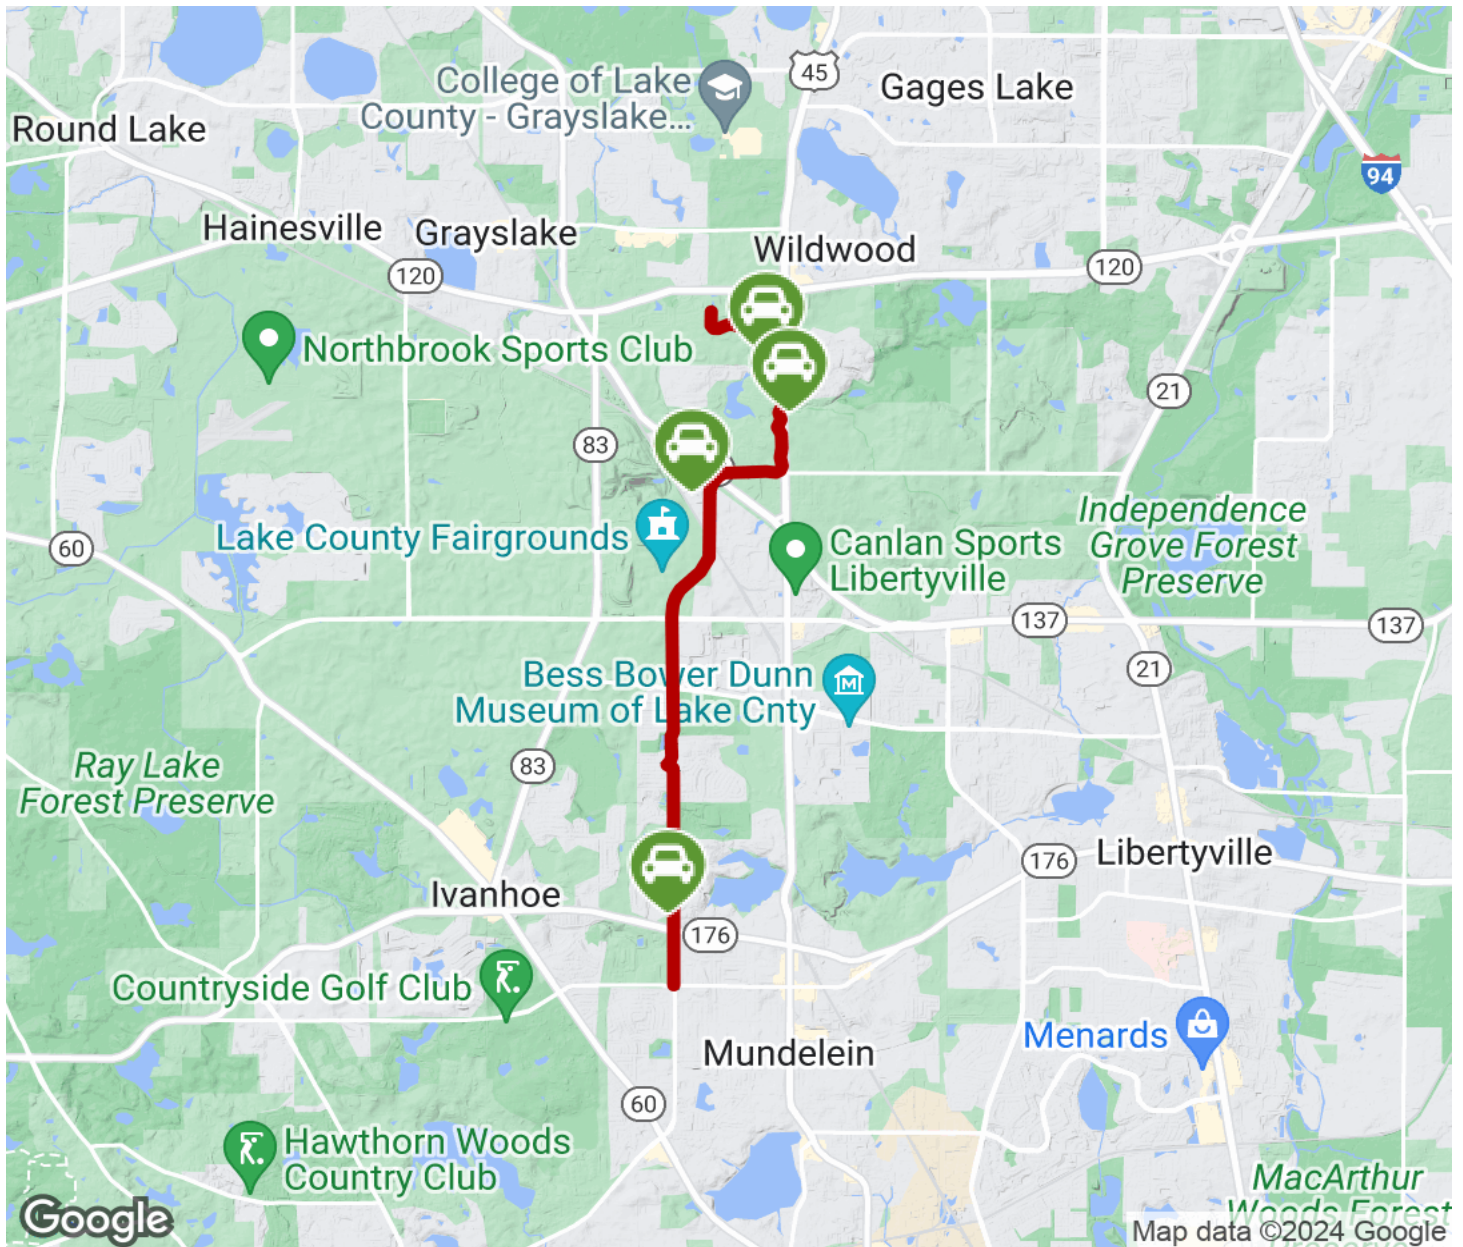 College of Lake
County - Grayslake...
45
Gages Lake
Round Lake
94
Hainesville
Grayslake
Wildwood
120
120
Northbrook Sports Club
21
83
Lake County Fairgrounds
Independence
Grove Forest
Preserve
60
Canlan Sports
Libertyville
137
137
Bess Bower Dunn
Museum of Lake Cnty
M
21
Ray Lake
Forest Preserve
83
176
Libertyville
Ivanhoe
176
Countryside Golf Club
Menards
Mundelein
60
Hawthorn Woods
Country Club
MacArthur
Woods Forest
Preserve
Google
Map data ©2024 Google